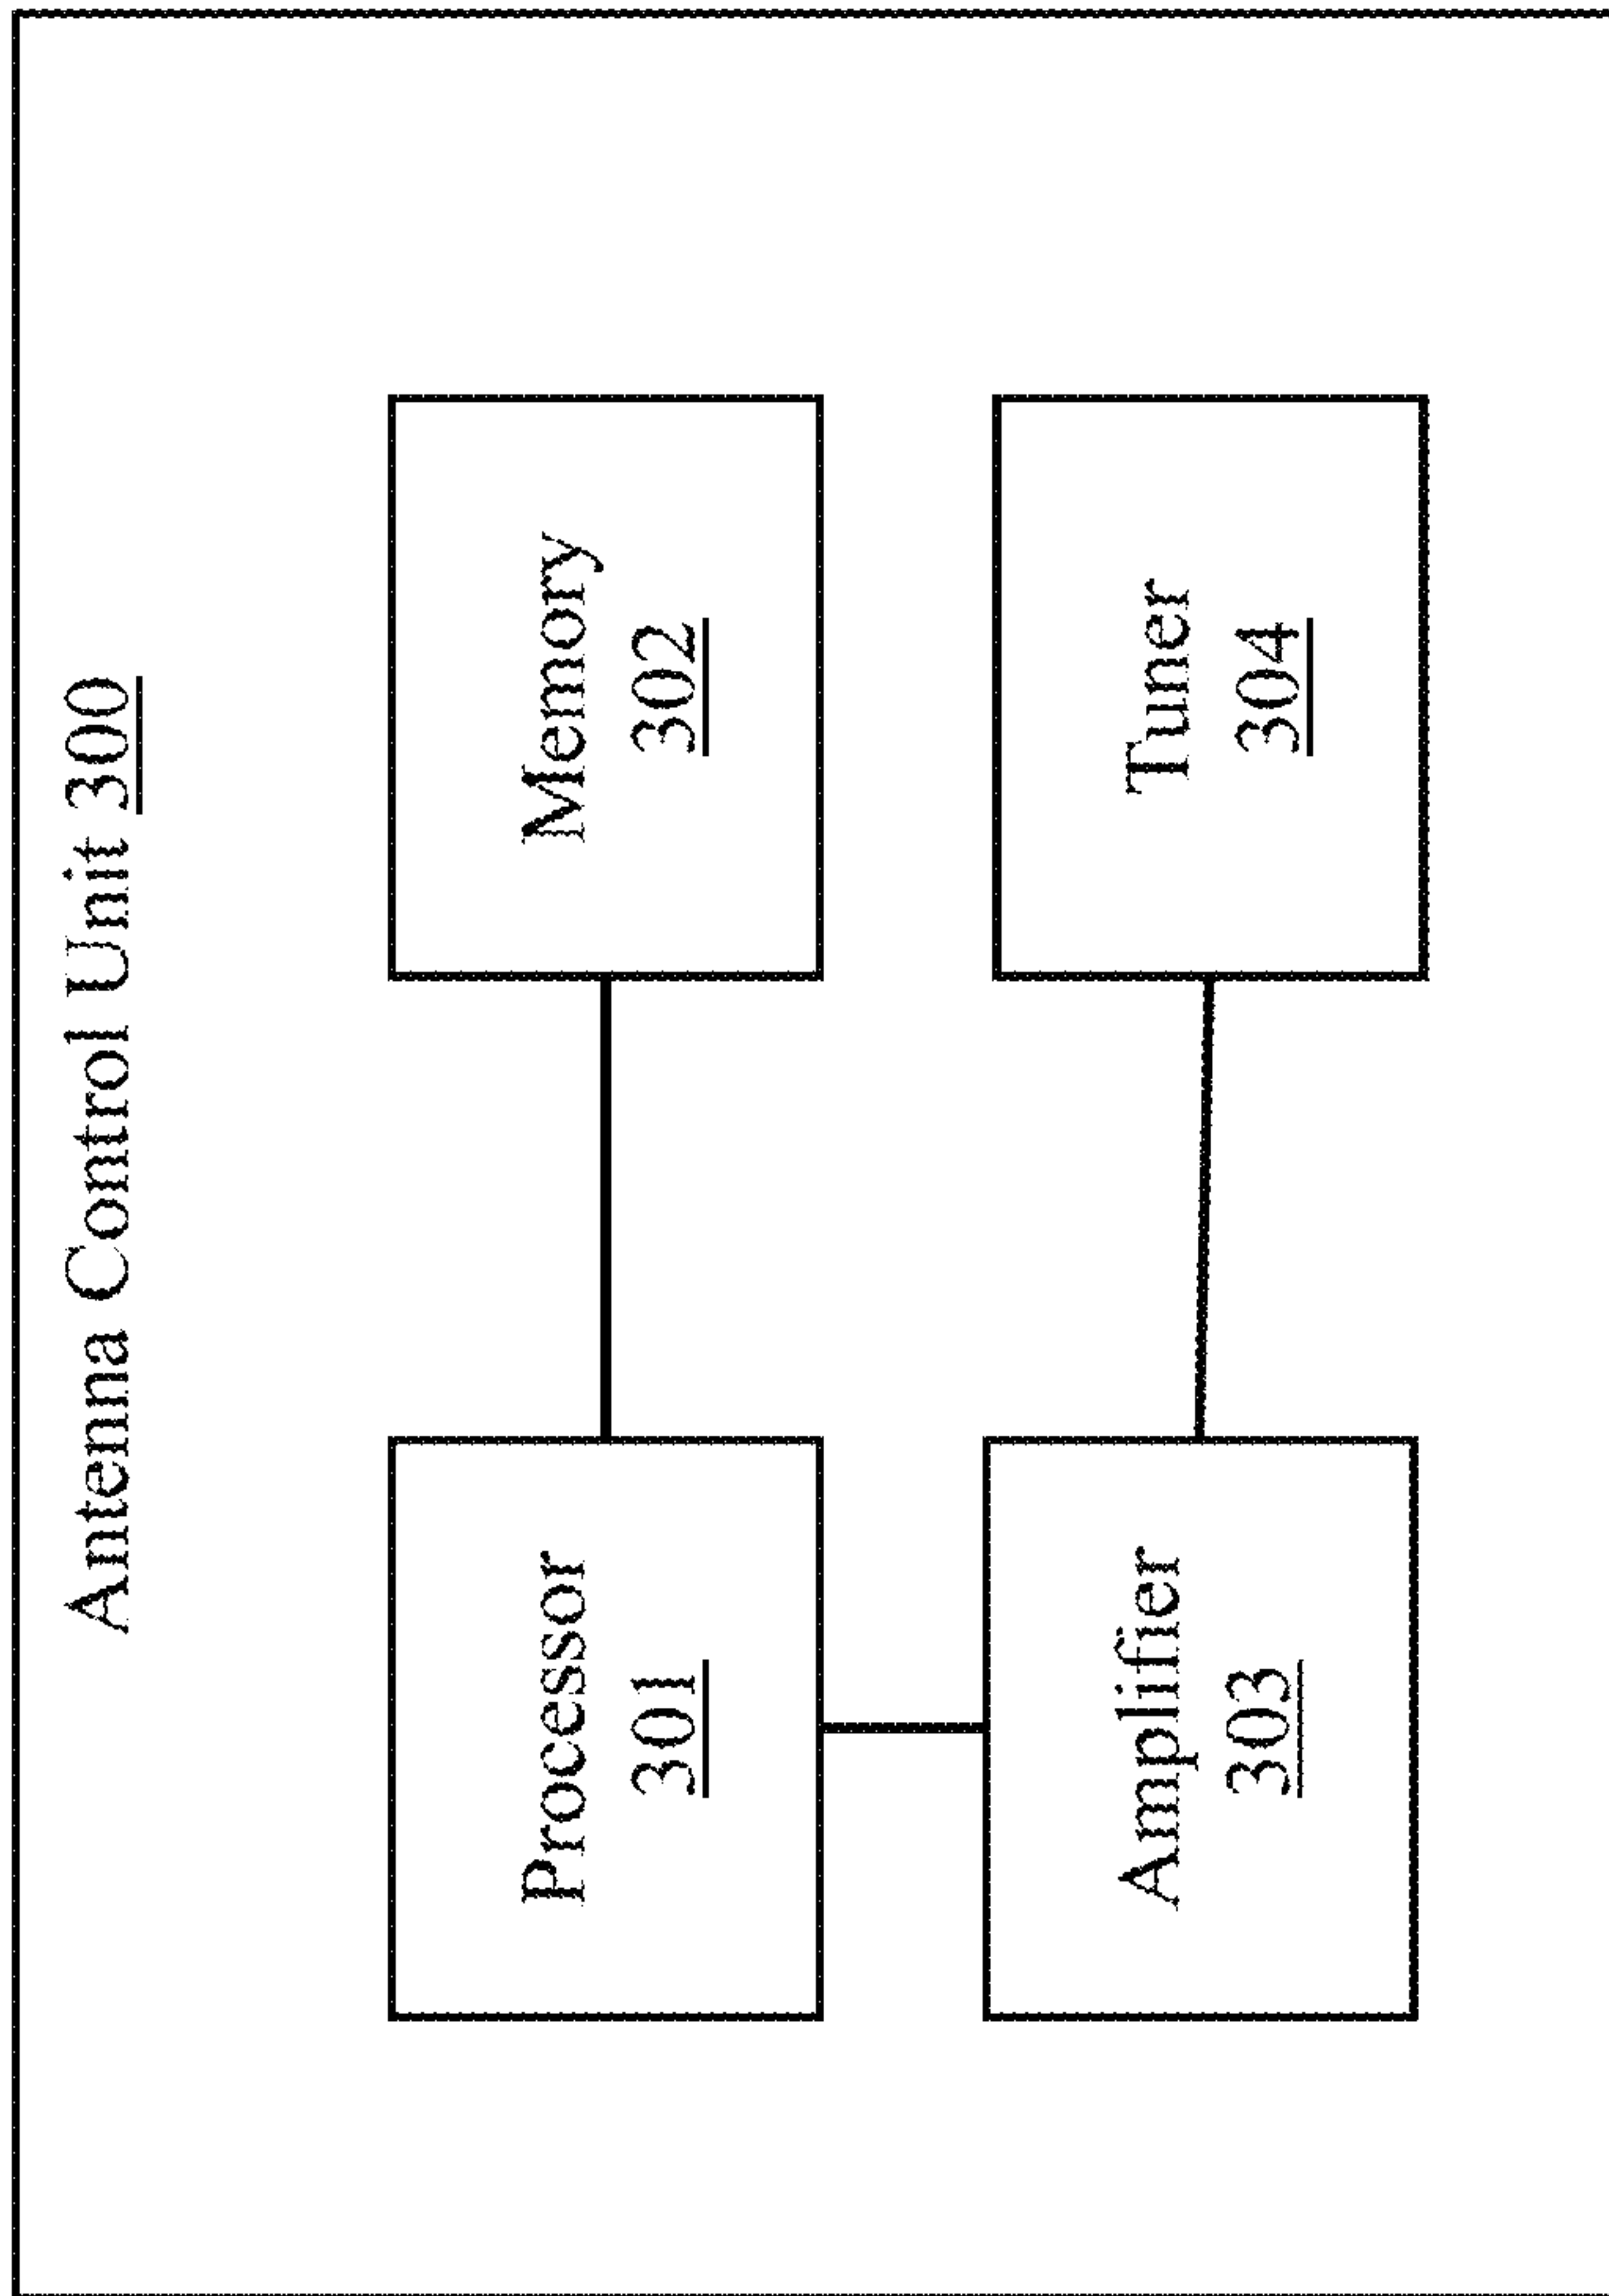 Antenna Control Unit 300
Processor
301
Memory
302
Amplifier
303
Tuner
304